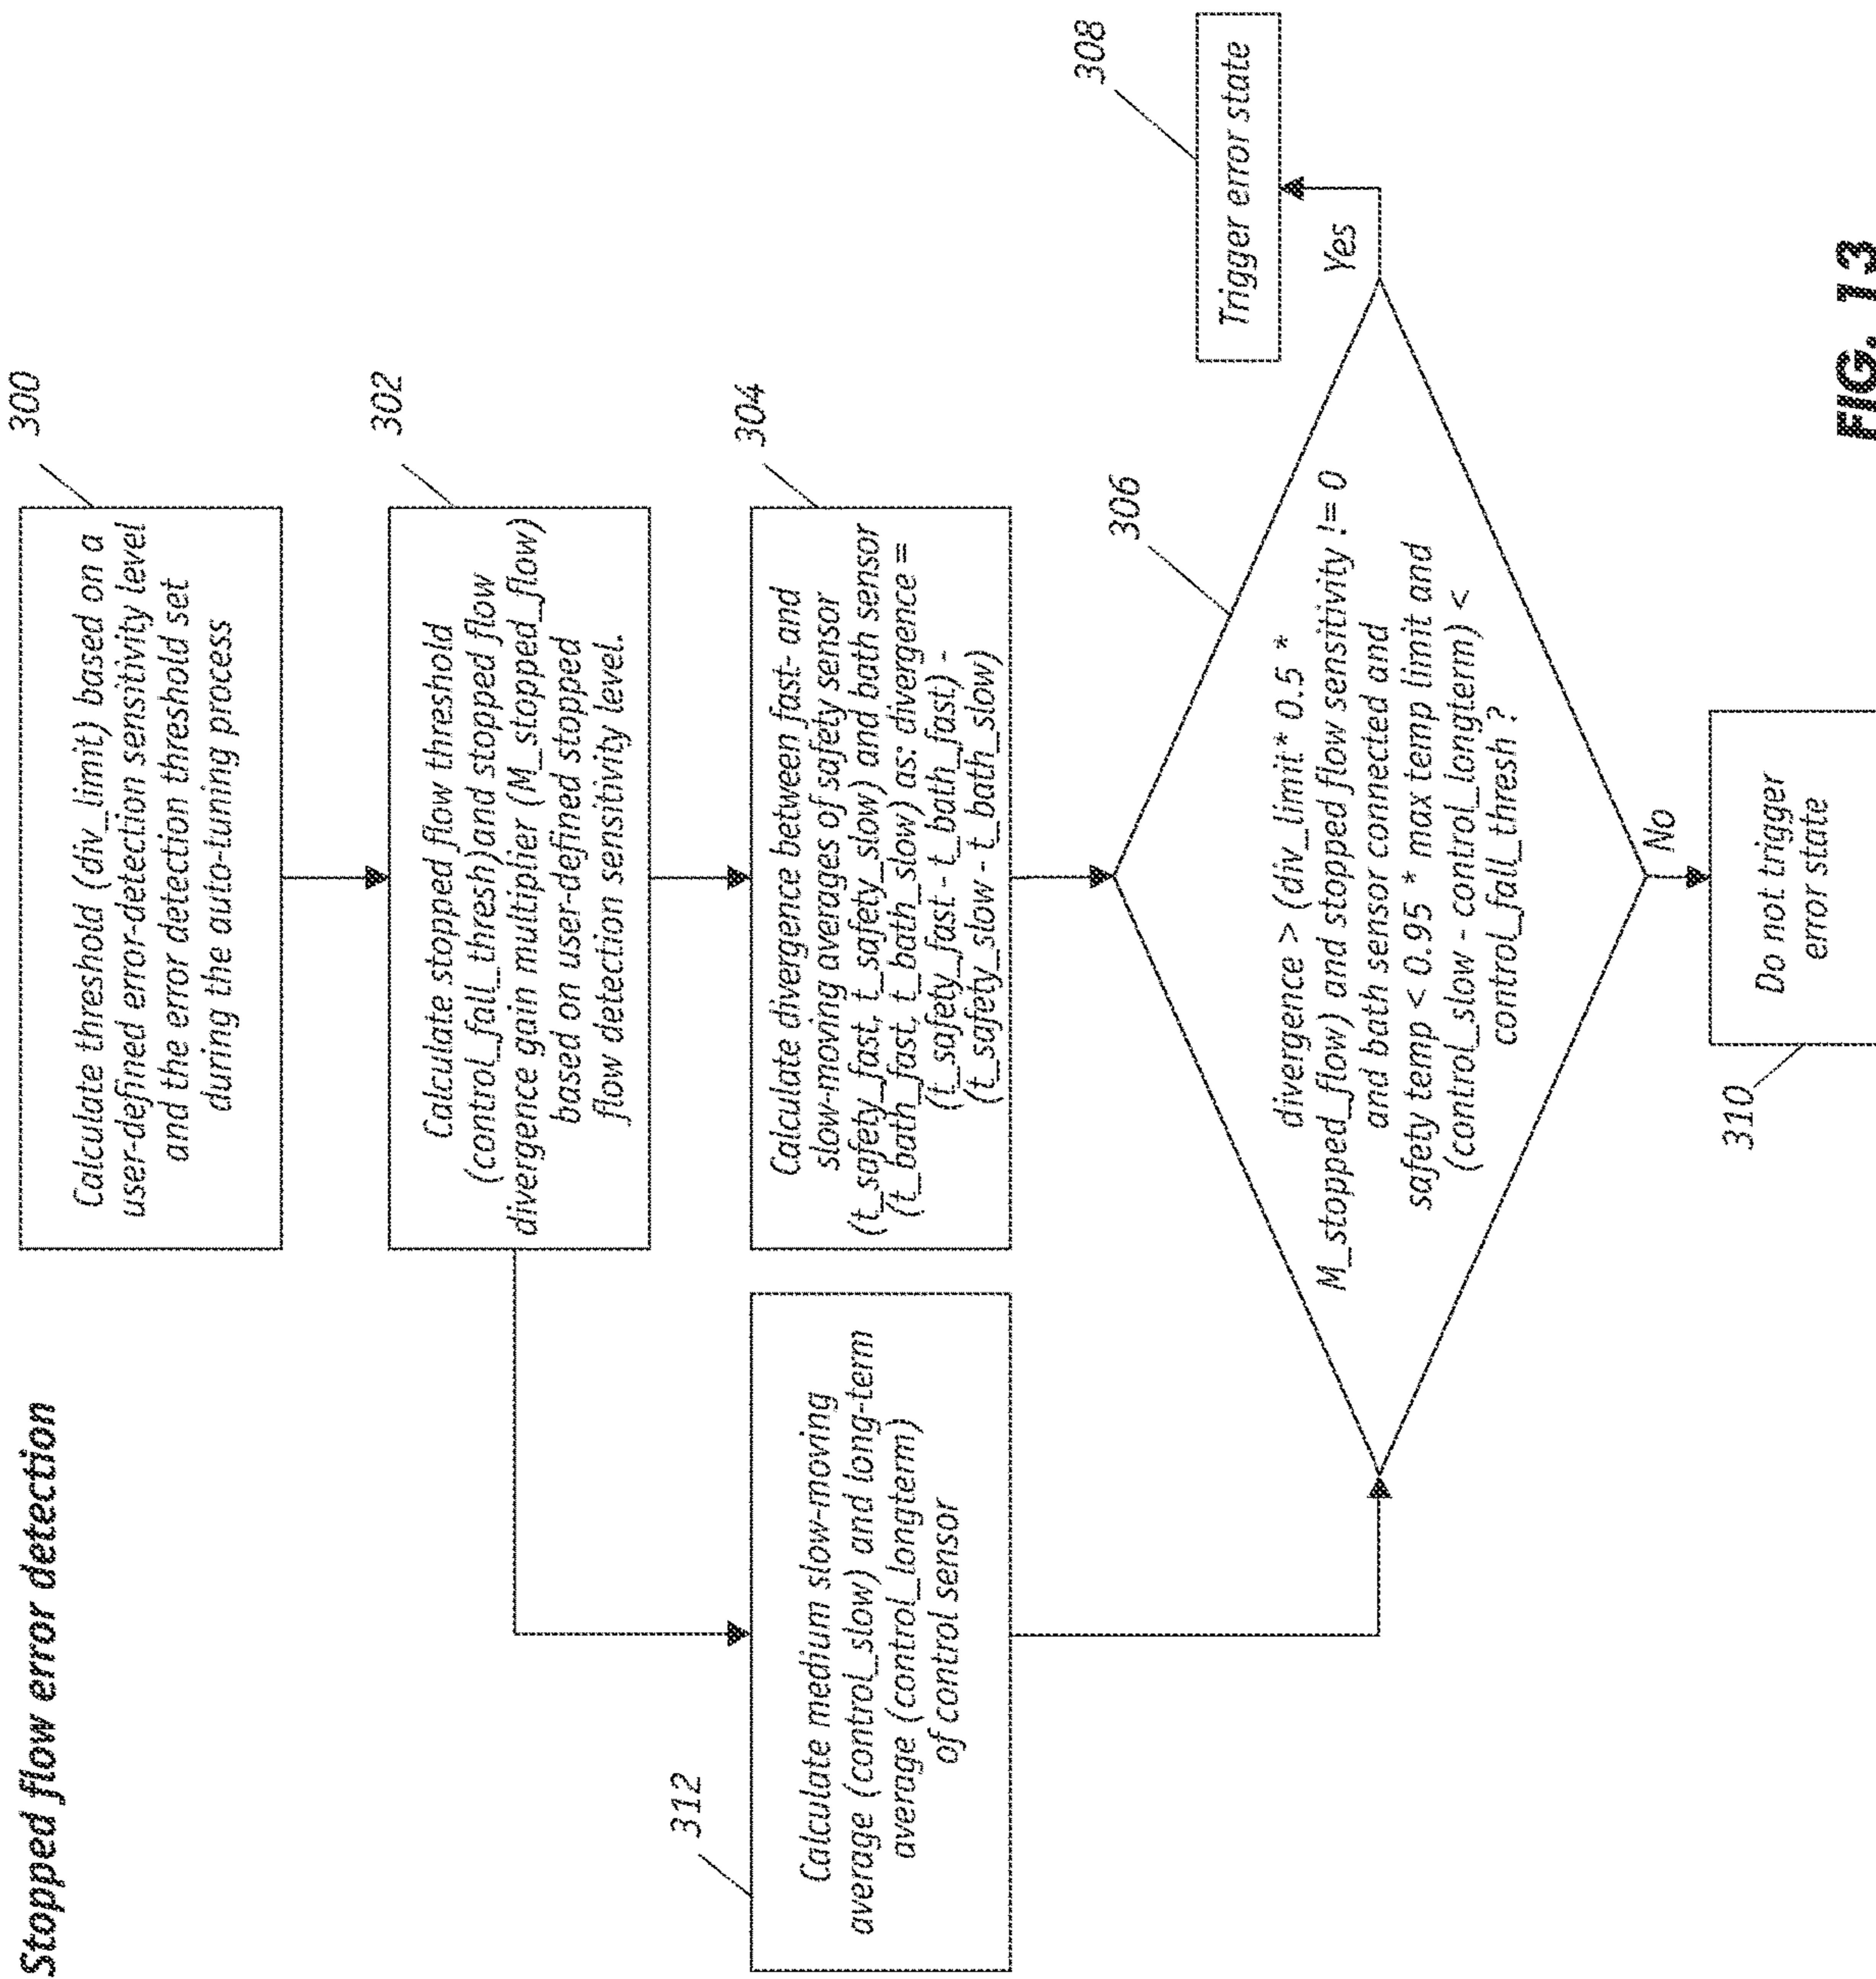 Stopped flow error detection
300
Calculate threshold (div_limit) based on a
user-defined error-detection sensitivity level
and the error detection threshold set
during the auto-tuning process
302
Calculate stopped flow threshold
(control_fall_thresh)and stopped flow
divergence gain multiplier (M_stopped_flow)
based on user-defined stopped
flow detection sensitivity level.
312
Calculate medium slow-moving
average (control_slow) and long-term
average (control_longterm)
of control sensor
304
Calculate divergence between fast- and
slow-moving averages of safety sensor
(t_safety_fast, t_safety_slow) and bath sensor
(t_bath_fast, t_bath_slow) as: divergence =
(t_safety_fast - t_bath_fast) -
(t_safety_slow - t_bath_slow)
306
divergence > (div_limit * 0.5 *
M_stopped_flow) and stopped flow sensitivity != 0
and bath sensor connected and
safety temp < 0.95 * max temp limit and
(control_slow - control_longterm) <
control_fall_thresh ?
Yes
308
Trigger error state
No
310
Do not trigger
error state
FIG. 13